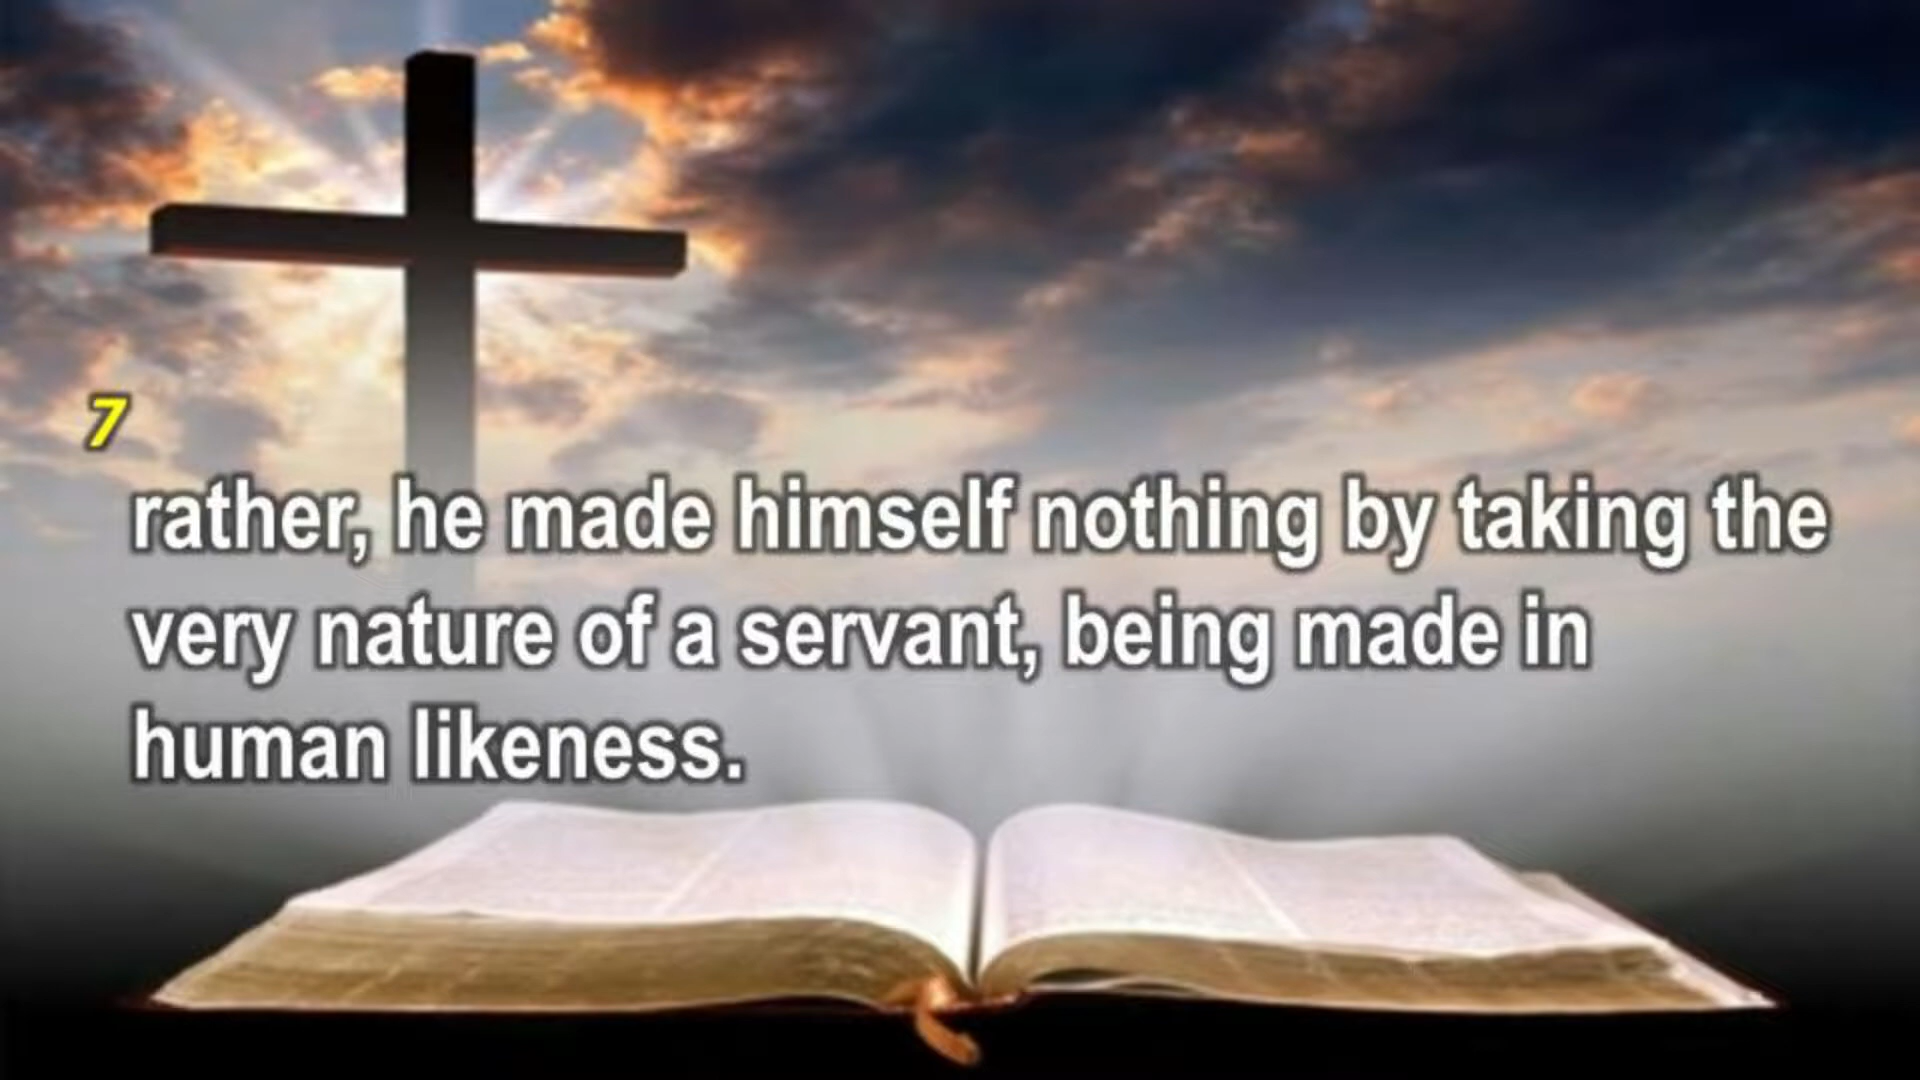 7
rather, he made himself nothing by taking the
very nature of a servant, being made in
human likeness.